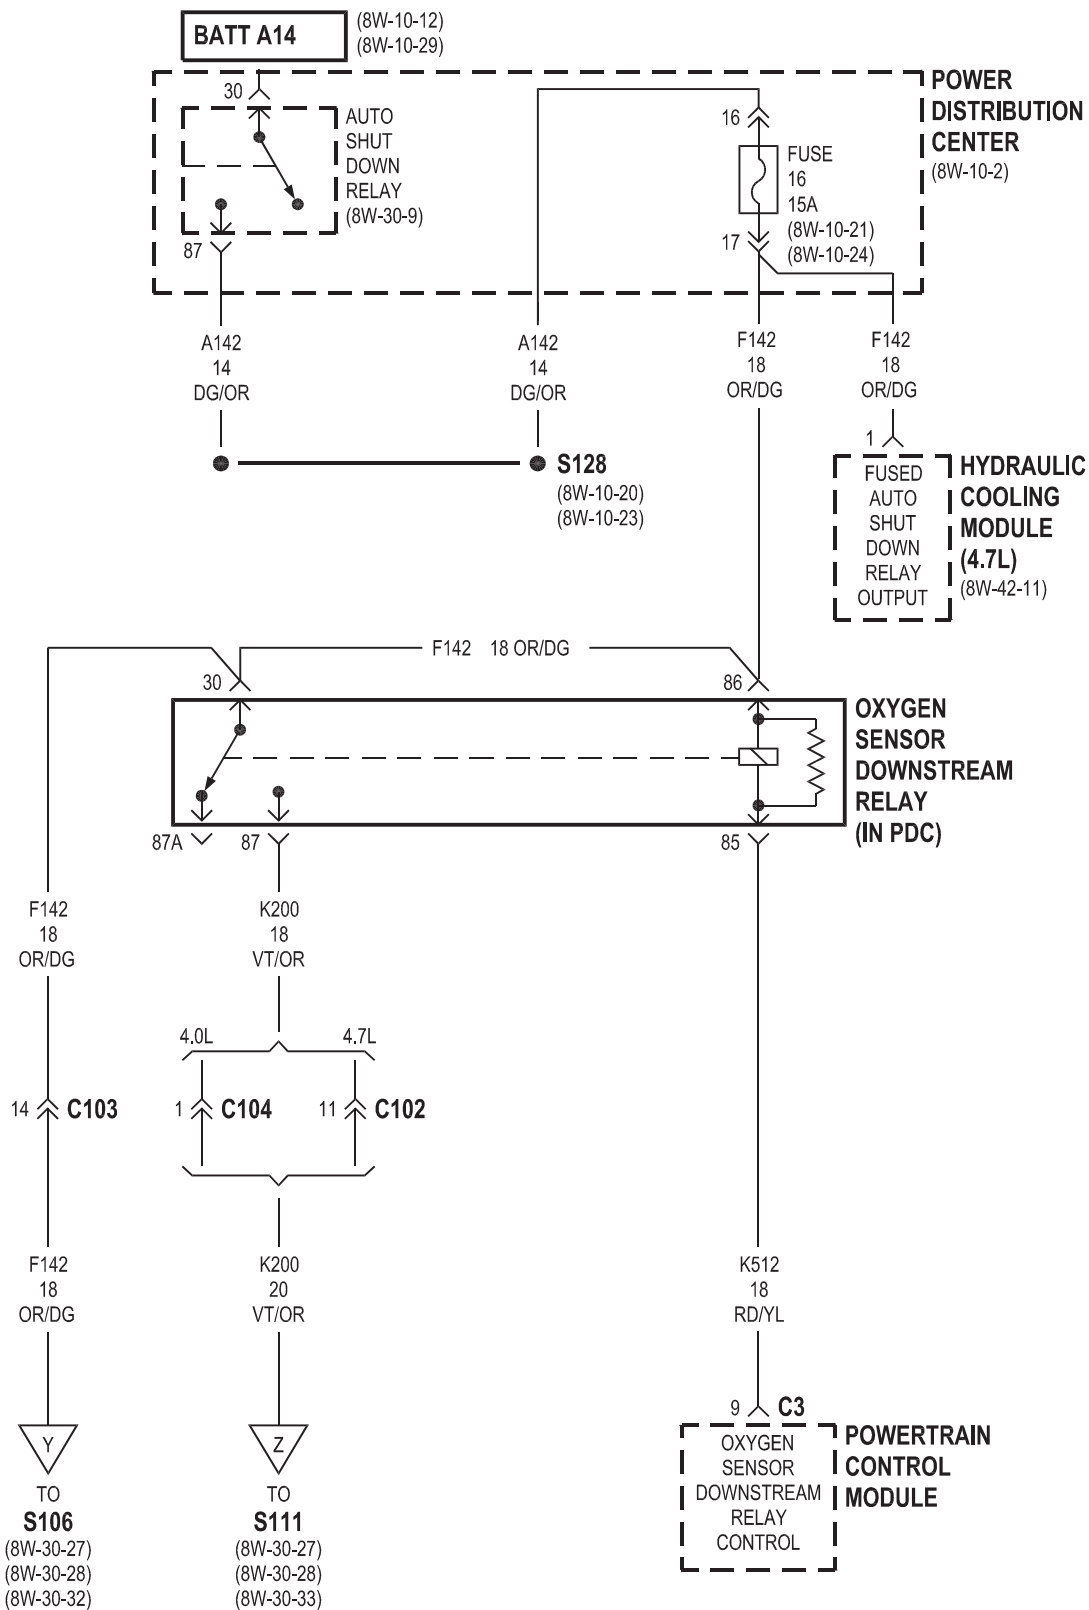 BATT A14
(8W-10-12)
(8W-10-29)
30
AUTO
SHUT
DOWN
RELAY
(8W-30-9)
87
16
FUSE
16
15A
(8W-10-21)
(8W-10-24)
17
POWER
DISTRIBUTION
CENTER
(8W-10-2)
A142
14
DG/OR
A142
14
DG/OR
F142
18
OR/DG
F142
18
OR/DG
S128
(8W-10-20)
(8W-10-23)
1
FUSED
AUTO
SHUT
DOWN
RELAY
OUTPUT
HYDRAULIC
COOLING
MODULE
(4.7L)
(8W-42-11)
F142 18 OR/DG
30
86
OXYGEN
SENSOR
DOWNSTREAM
RELAY
(IN PDC)
87A
87
85
F142
18
OR/DG
K200
18
VT/OR
4.0L
4.7L
14
C103
1
C104
11
C102
F142
18
OR/DG
K200
20
VT/OR
K512
18
RD/YL
9
C3
OXYGEN
SENSOR
DOWNSTREAM
RELAY
CONTROL
POWERTRAIN
CONTROL
MODULE
Y
TO
S106
(8W-30-27)
(8W-30-28)
(8W-30-32)
Z
TO
S111
(8W-30-27)
(8W-30-28)
(8W-30-33)